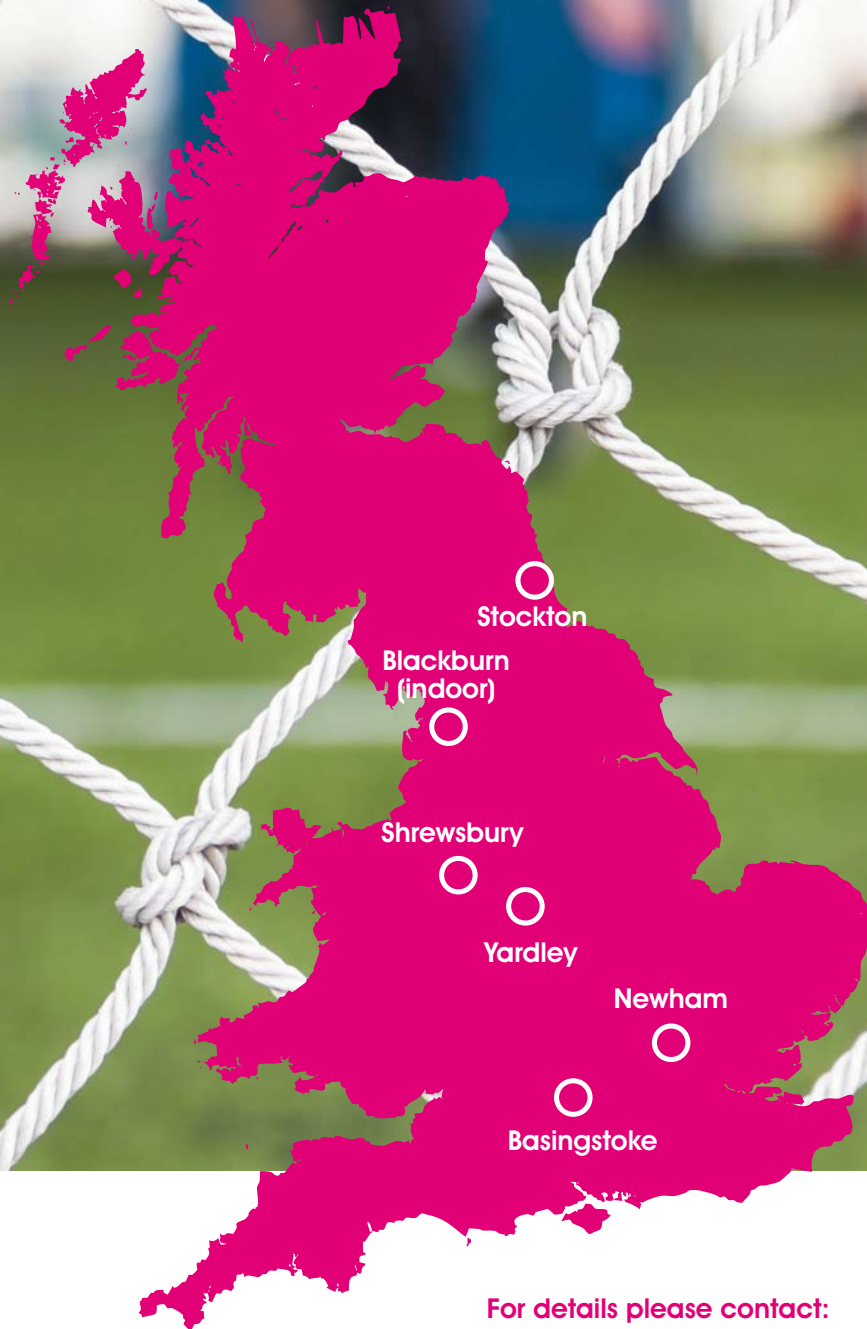 Stockton
Blackburn
(indoor)
Shrewsbury
Yardley
Newham
Basingstoke
For details please contact: